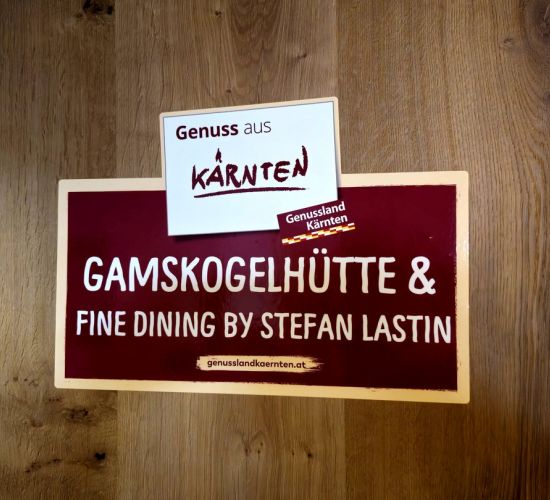 Genuss aus
KÄRNTEN
Genussland
Kärnten
GAMSKOGELHÜTTE &
FINE DINING BY STEFAN LASTIN
genusslandkaernten.at